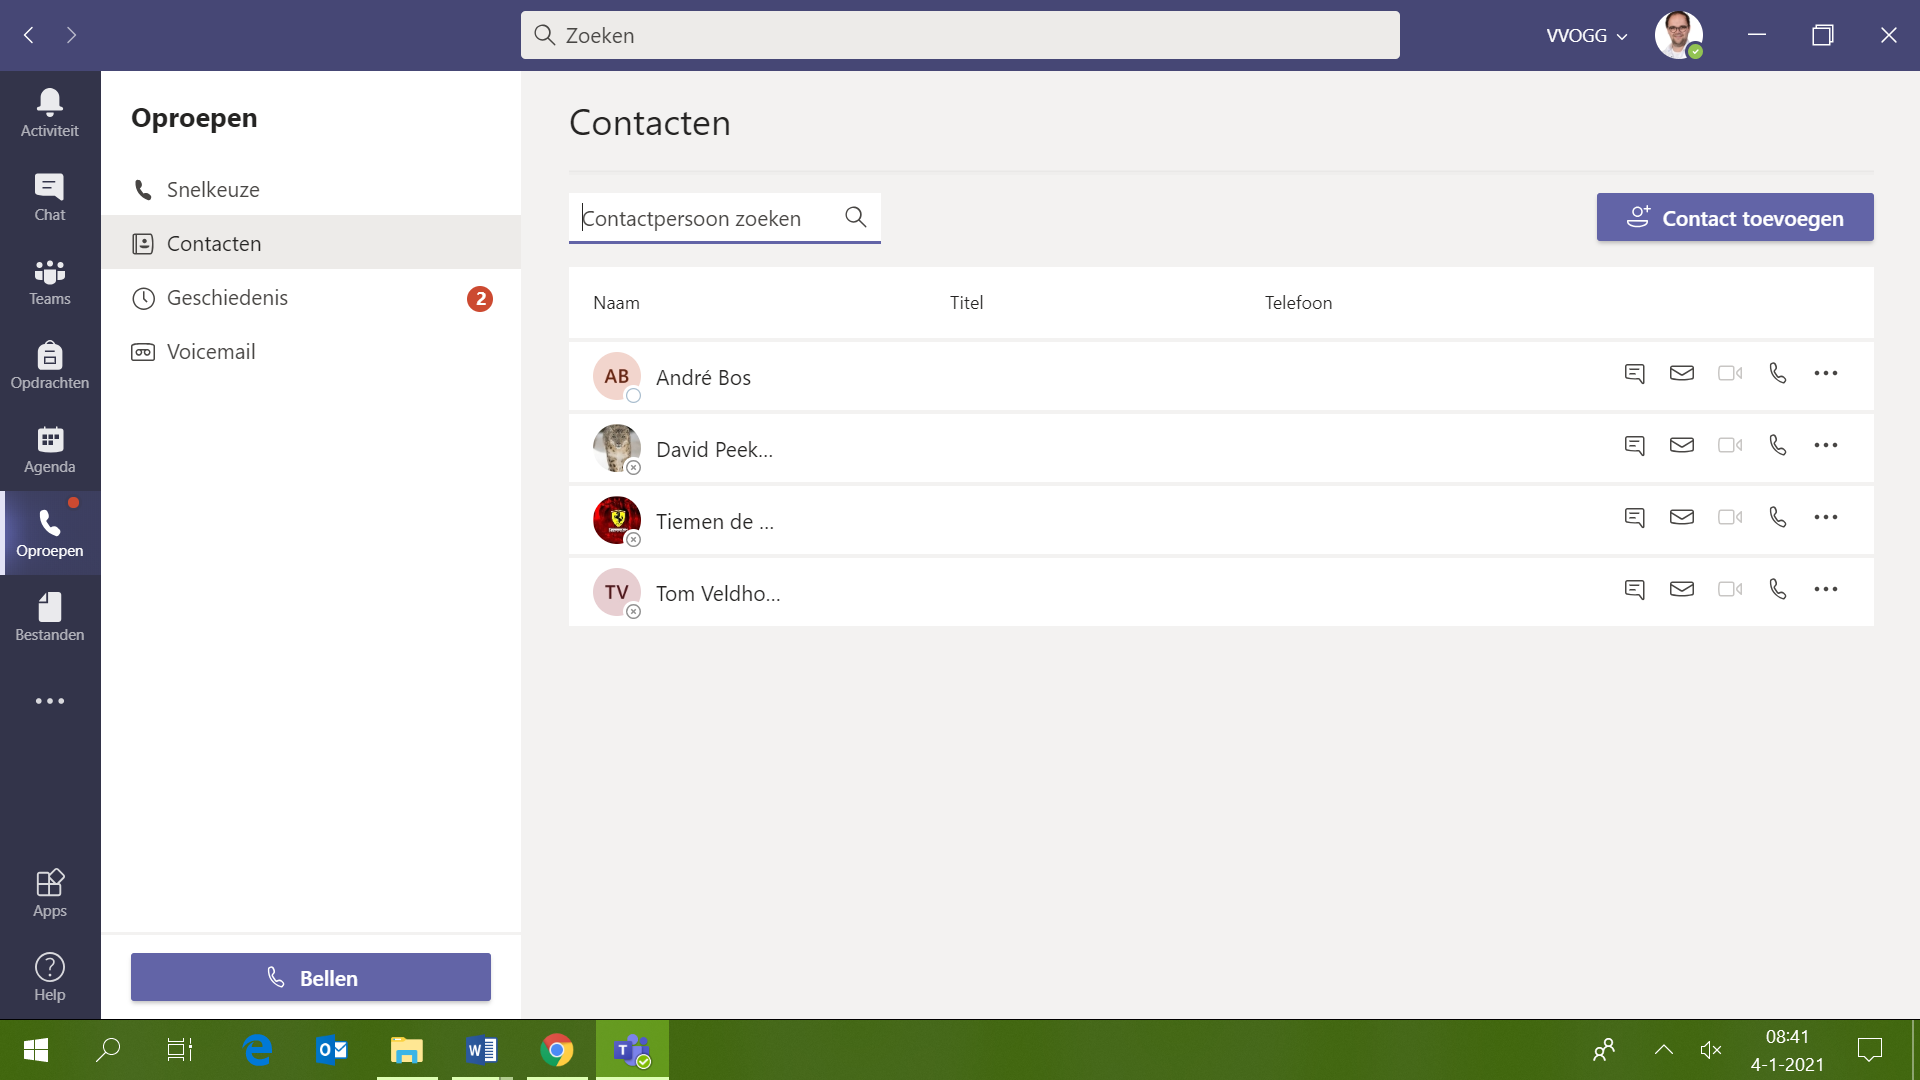 Zoeken
VVOGG
Activiteit
Chat
Teams
Opdrachten
Agenda
Oproepen
Bestanden
Apps
Help
Oproepen
Snelkeuze
Contacten
Geschiedenis 2
Voicemail
Bellen
Contacten
Contactpersoon zoeken
Contact toevoegen
Naam Titel Telefoon
AB André Bos
David Peek...
Tiemen de ...
TV Tom Veldho...
08:41
4-1-2021